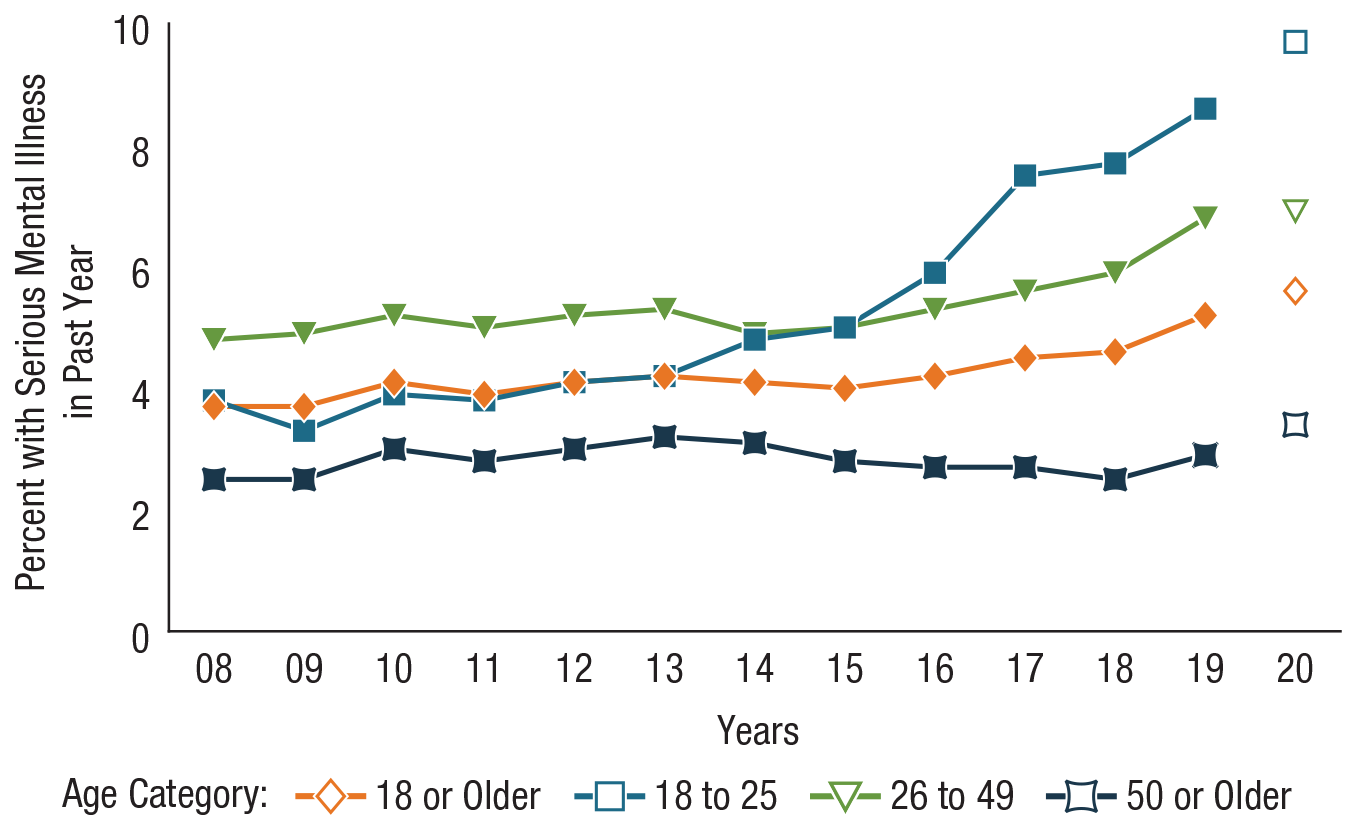 Percent with Serious Mental Illness
in Past Year
10
8
6
4
2
0
08 09 10 11 12 13 14 15 16 17 18 19 20
Years
Age Category: 18 or Older 18 to 25 26 to 49 50 or Older